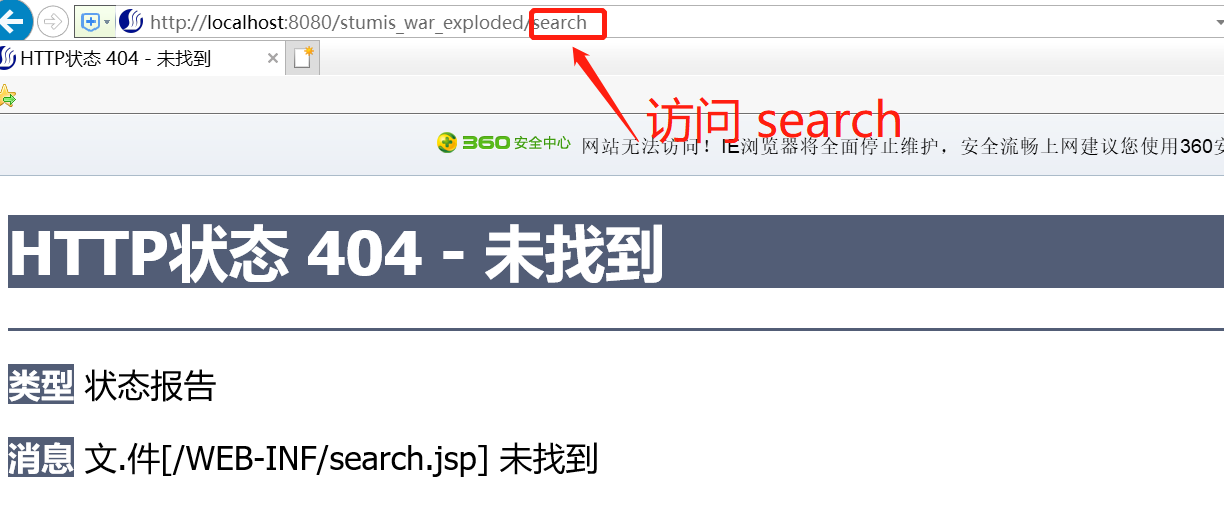 http://localhost:8080/stumis_war_exploded/search
HTTP状态 404 - 未找到
访问 search
360安全中心 网站无法访问！IE浏览器将全面停止维护，安全流畅上网建议您使用360安
HTTP状态 404 - 未找到
类型 状态报告
消息 文.件[/WEB-INF/search.jsp] 未找到